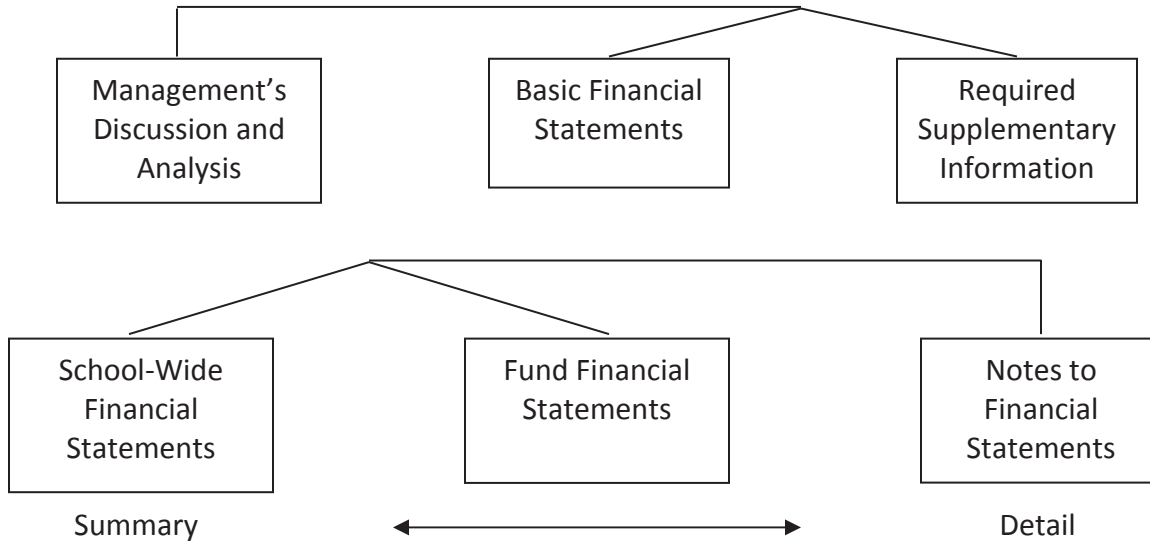 Management’s
Discussion and
Analysis
Basic Financial
Statements
Required
Supplementary
Information
School-Wide
Financial
Statements
Fund Financial
Statements
Notes to
Financial
Statements
Summary
Detail